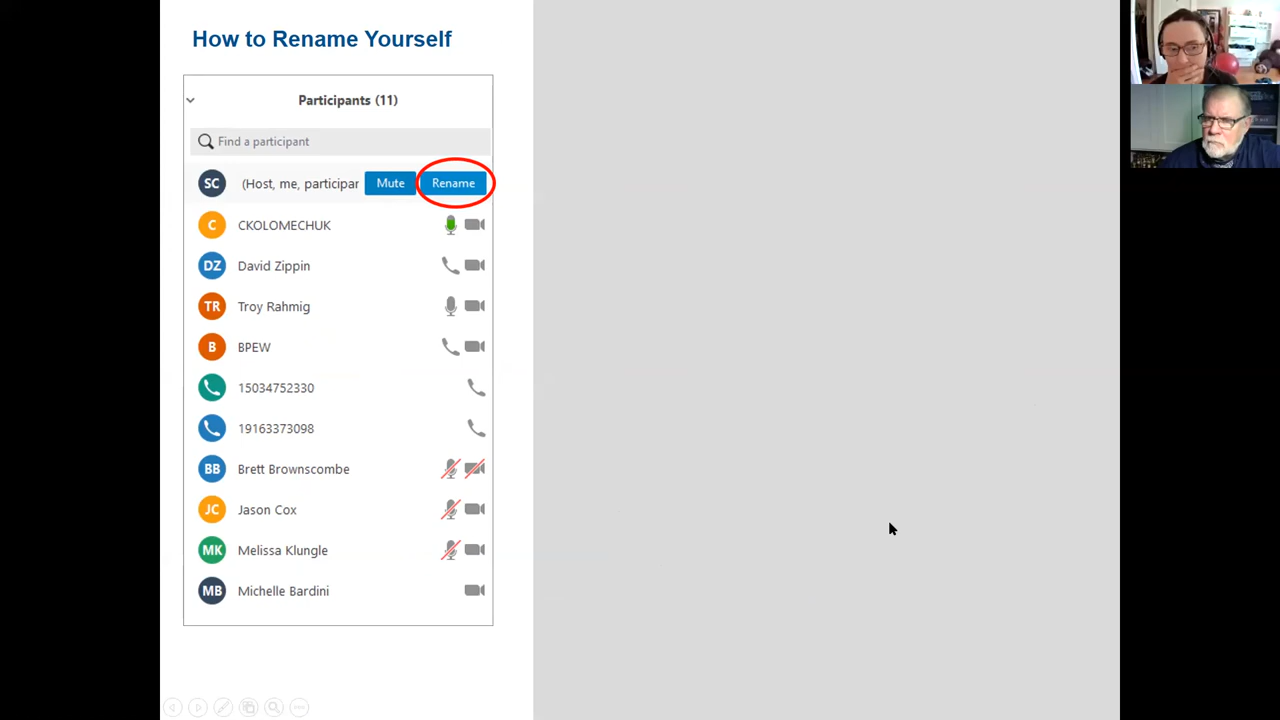 How to Rename Yourself
Participants (11)
Find a participant
SC (Host, me, participar Mute Rename
C CKOLOMECHUK
DZ David Zippin
TR Troy Rahmig
B BPEW
15034752330
19163373098
BB Brett Brownscombe
JC Jason Cox
MK Melissa Klungle
MB Michelle Bardini